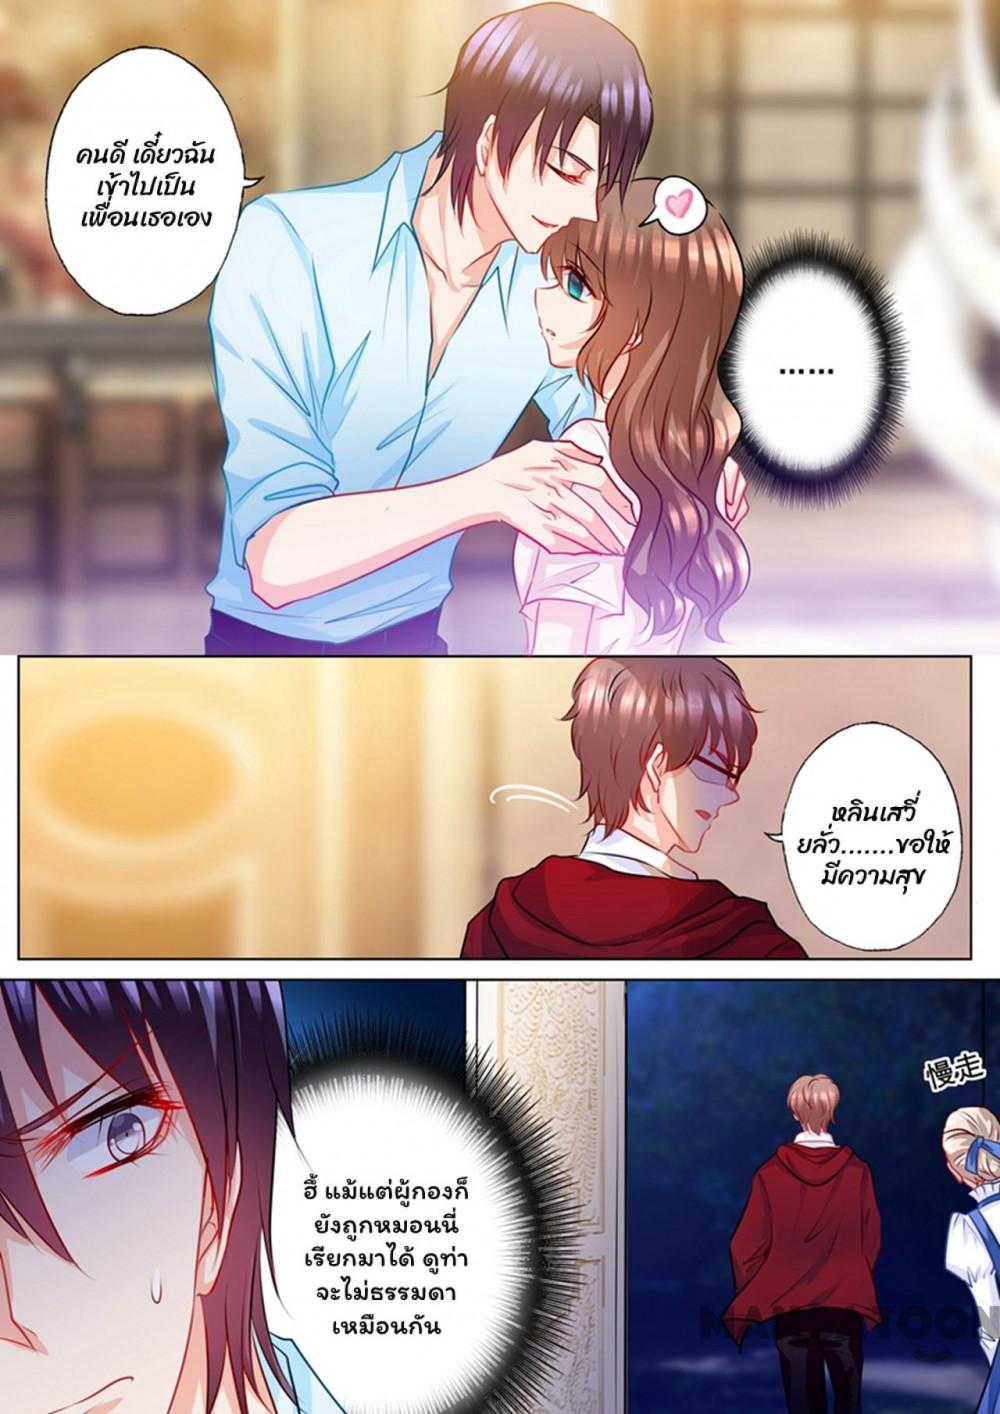 คนดี เดี๋ยวฉัน
เข้าไปเป็น
เพื่อนเธอเอง
......
หลินเสวี่
ยลั่ว.......ขอให้
มีความสุข
慢走
ฮึ้ แม้แต่ผู้กองก็
ยังถูกหมอนนี่
เรียกมาได้ ดูท่า
จะไม่ธรรมดา
เหมือนกัน
MANGATOON